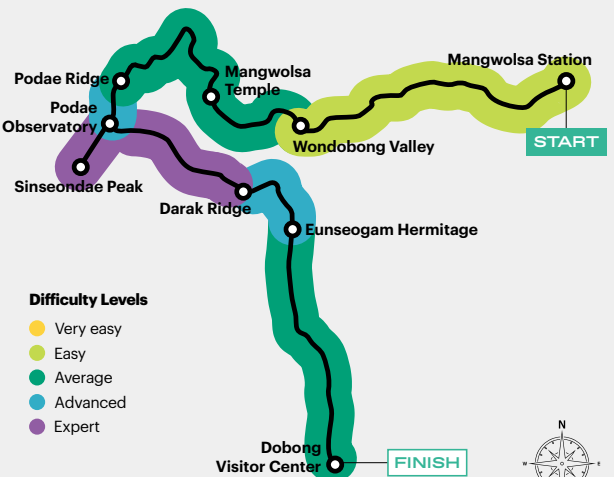 Mangwolsa Station
START
Wondobong Valley
Mangwolsa
Temple
Podae Ridge
Podae
Observatory
Sinseondae Peak
Darak Ridge
Eunseogam Hermitage
Difficulty Levels
Very easy
Easy
Average
Advanced
Expert
Dobong
Visitor Center
FINISH
N
W
E